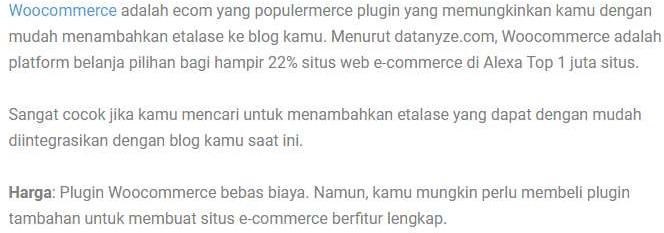 Woocommerce adalah ecom yang populermerce plugin yang memungkinkan kamu dengan
mudah menambahkan etalase ke blog kamu. Menurut datanyze.com, Woocommerce adalah
platform belanja pilihan bagi hampir 22% situs web e-commerce di Alexa Top 1 juta situs.
Sangat cocok jika kamu mencari untuk menambahkan etalase yang dapat dengan mudah
diintegrasikan dengan blog kamu saat ini.
Harga: Plugin Woocommerce bebas biaya. Namun, kamu mungkin perlu membeli plugin
tambahan untuk membuat situs e-commerce berfitur lengkap.